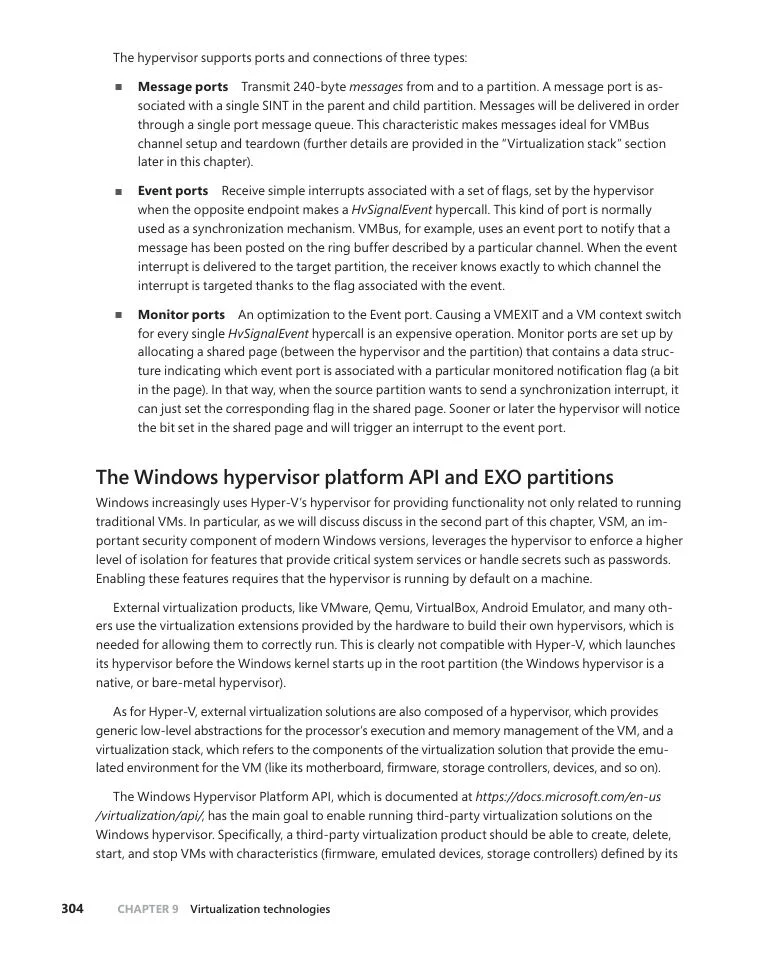 The hypervisor supports ports and connections of three types:
■ Message ports Transmit 240-byte messages from and to a partition. A message port is as-
sociated with a single SINT in the parent and child partition. Messages will be delivered in order
through a single port message queue. This characteristic makes messages ideal for VMBus
channel setup and teardown (further details are provided in the “Virtualization stack” section
later in this chapter).
■ Event ports Receive simple interrupts associated with a set of flags, set by the hypervisor
when the opposite endpoint makes a HvSignalEvent hypercall. This kind of port is normally
used as a synchronization mechanism. VMBus, for example, uses an event port to notify that a
message has been posted on the ring buffer described by a particular channel. When the event
interrupt is delivered to the target partition, the receiver knows exactly to which channel the
interrupt is targeted thanks to the flag associated with the event.
■ Monitor ports An optimization to the Event port. Causing a VMEXIT and a VM context switch
for every single HvSignalEvent hypercall is an expensive operation. Monitor ports are set up by
allocating a shared page (between the hypervisor and the partition) that contains a data struc-
ture indicating which event port is associated with a particular monitored notification flag (a bit
in the page). In that way, when the source partition wants to send a synchronization interrupt, it
can just set the corresponding flag in the shared page. Sooner or later the hypervisor will notice
the bit set in the shared page and will trigger an interrupt to the event port.
The Windows hypervisor platform API and EXO partitions
Windows increasingly uses Hyper-V’s hypervisor for providing functionality not only related to running
traditional VMs. In particular, as we will discuss discuss in the second part of this chapter, VSM, an im-
portant security component of modern Windows versions, leverages the hypervisor to enforce a higher
level of isolation for features that provide critical system services or handle secrets such as passwords.
Enabling these features requires that the hypervisor is running by default on a machine.
External virtualization products, like VMware, Qemu, VirtualBox, Android Emulator, and many oth-
ers use the virtualization extensions provided by the hardware to build their own hypervisors, which is
needed for allowing them to correctly run. This is clearly not compatible with Hyper-V, which launches
its hypervisor before the Windows kernel starts up in the root partition (the Windows hypervisor is a
native, or bare-metal hypervisor).
As for Hyper-V, external virtualization solutions are also composed of a hypervisor, which provides
generic low-level abstractions for the processor’s execution and memory management of the VM, and a
virtualization stack, which refers to the components of the virtualization solution that provide the emu-
lated environment for the VM (like its motherboard, firmware, storage controllers, devices, and so on).
The Windows Hypervisor Platform API, which is documented at https://docs.microsoft.com/en-us
/virtualization/api/, has the main goal to enable running third-party virtualization solutions on the
Windows hypervisor. Specifically, a third-party virtualization product should be able to create, delete,
start, and stop VMs with characteristics (firmware, emulated devices, storage controllers) defined by its
304 CHAPTER 9 Virtualization technologies